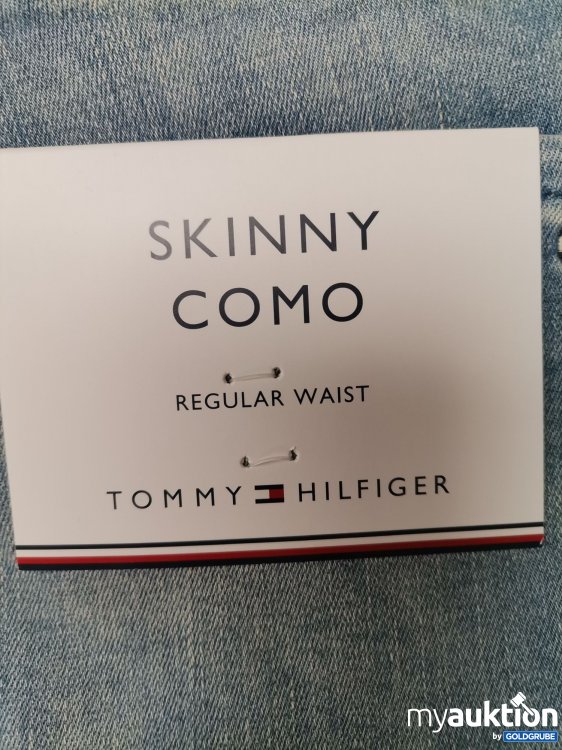 SKINNY
COMO
REGULAR WAIST
TOMMY HILFIGER
myauktion
by GOLDGRUBE